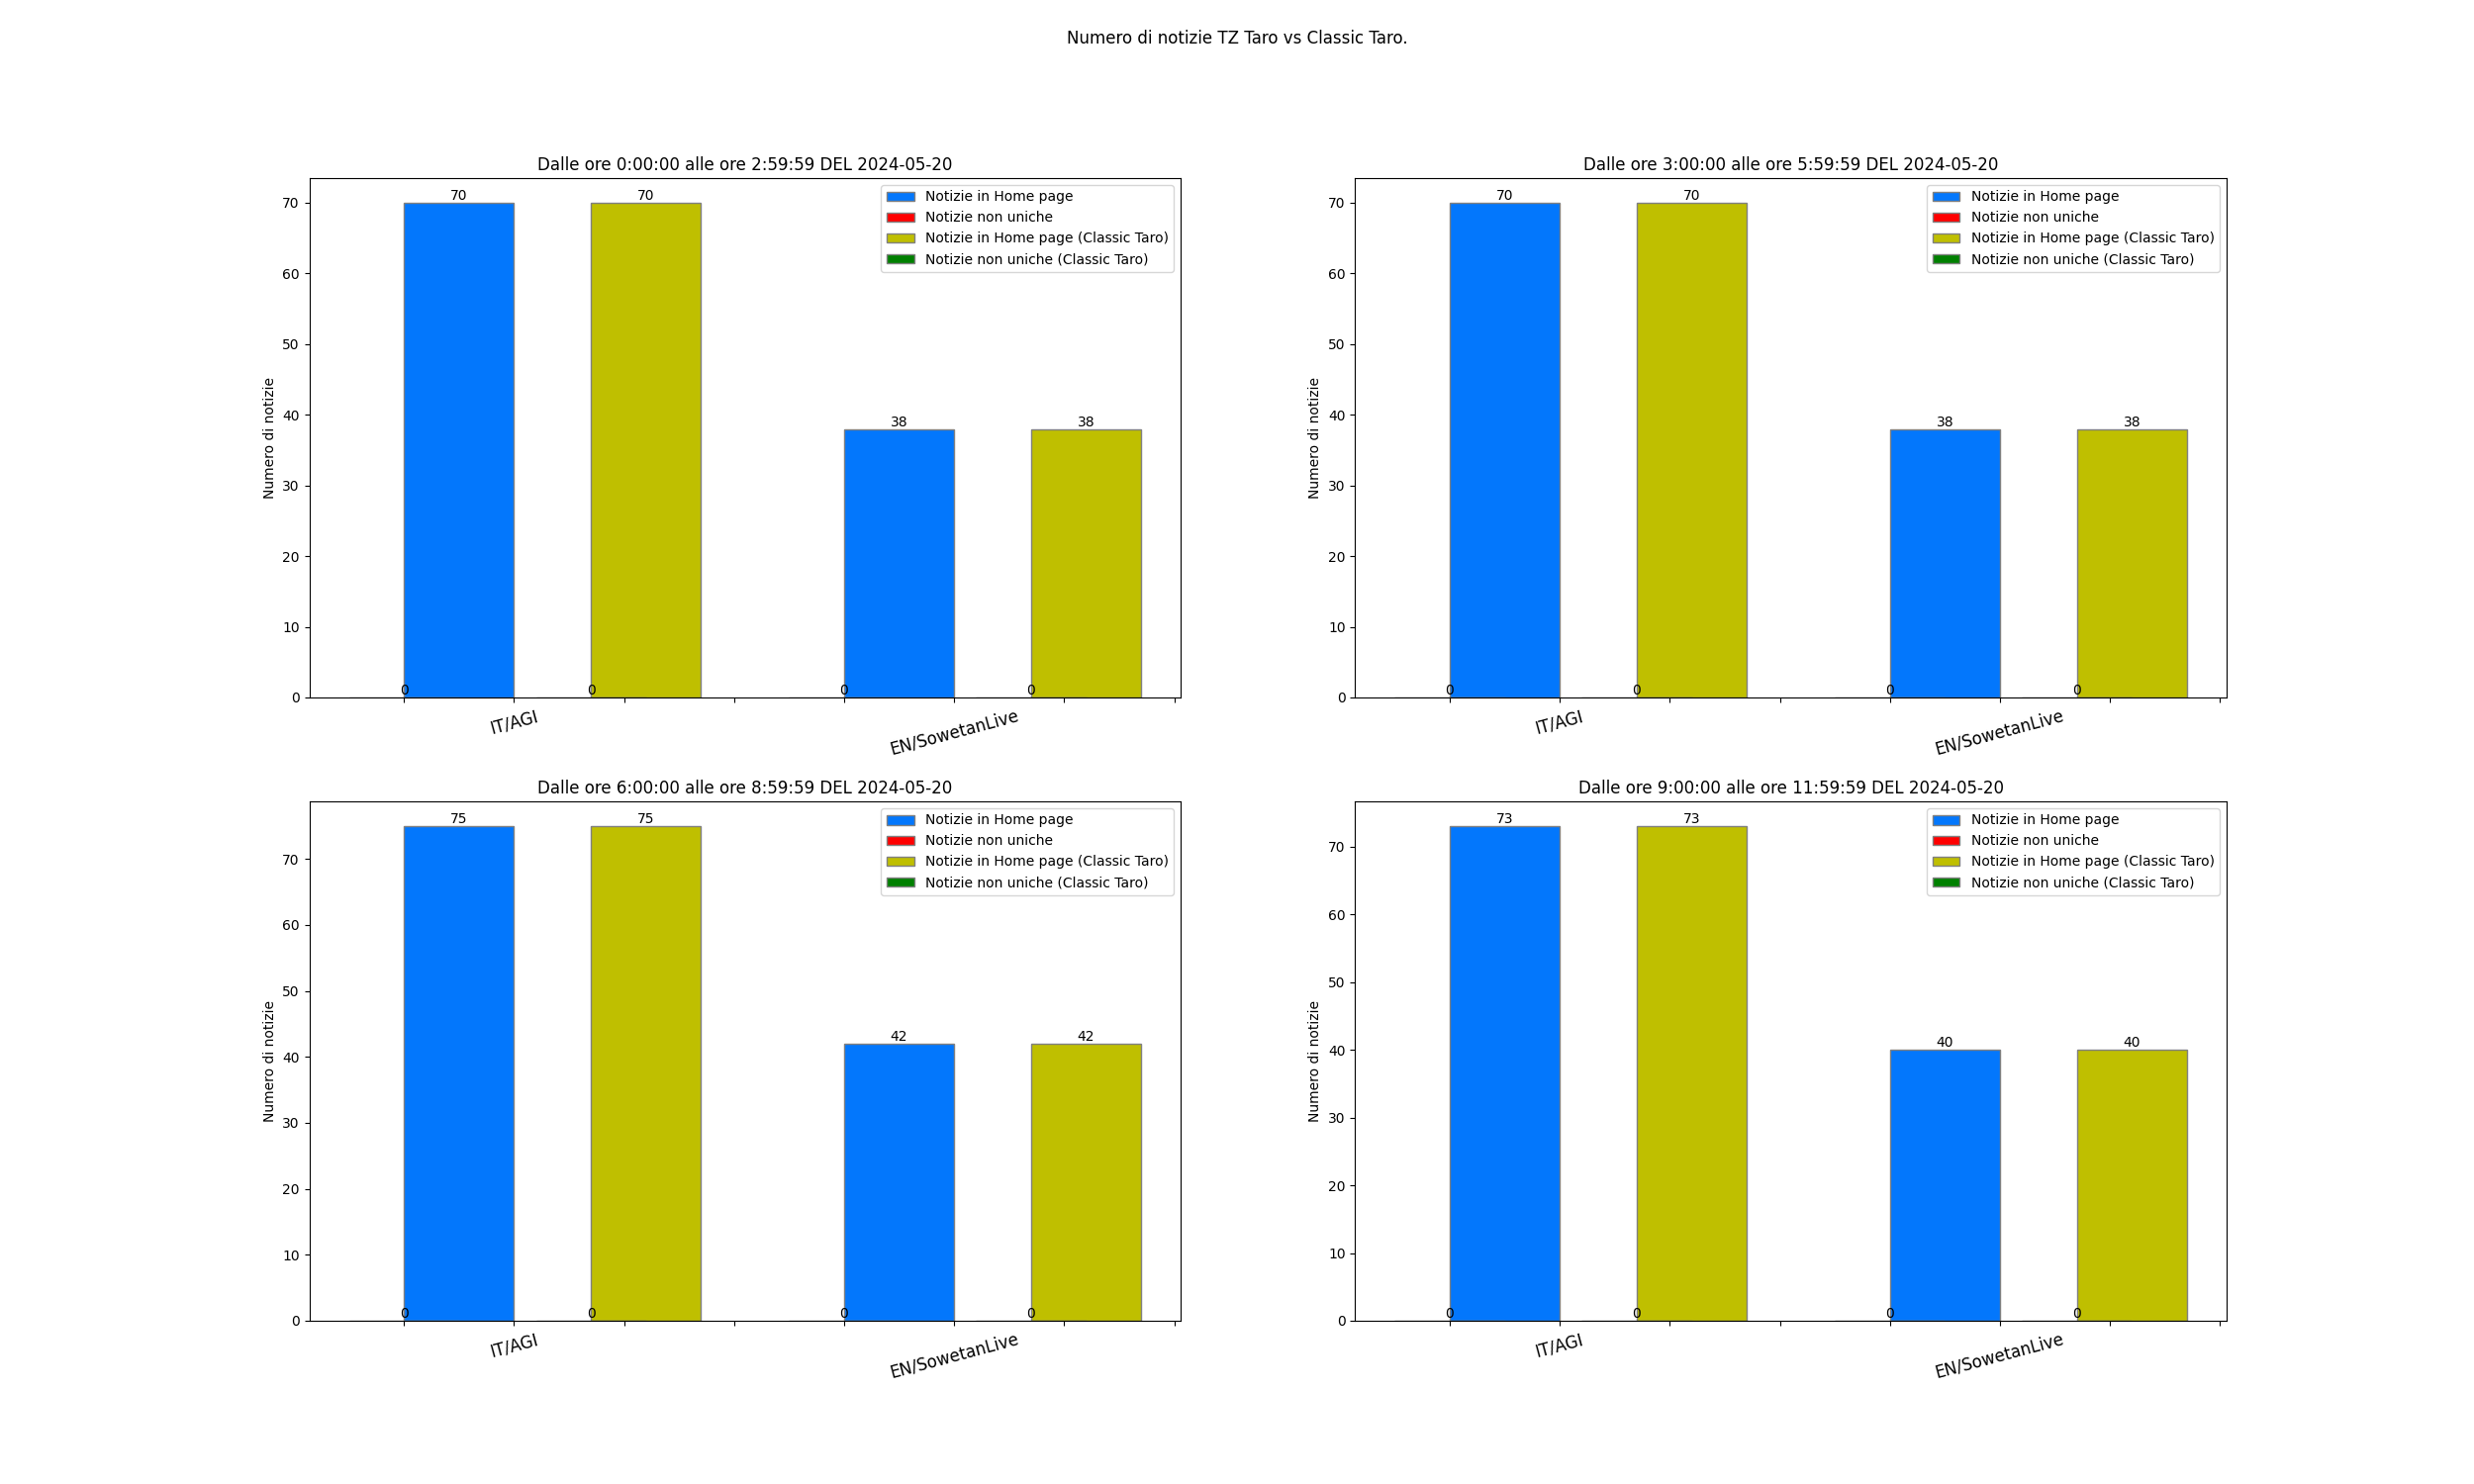 Numero di notizie TZ Taro vs Classic Taro.
Dalle ore 0:00:00 alle ore 2:59:59 DEL 2024-05-20
70
60
50
40
30
20
10
0
Numero di notizie
70
70
38
38
0
0
0
0
Notizie in Home page
Notizie non uniche
Notizie in Home page (Classic Taro)
Notizie non uniche (Classic Taro)
IT/AGI
EN/SowetanLive
Dalle ore 3:00:00 alle ore 5:59:59 DEL 2024-05-20
70
60
50
40
30
20
10
0
Numero di notizie
70
70
38
38
0
0
0
0
Notizie in Home page
Notizie non uniche
Notizie in Home page (Classic Taro)
Notizie non uniche (Classic Taro)
IT/AGI
EN/SowetanLive
Dalle ore 6:00:00 alle ore 8:59:59 DEL 2024-05-20
70
60
50
40
30
20
10
0
Numero di notizie
75
75
42
42
0
0
0
0
Notizie in Home page
Notizie non uniche
Notizie in Home page (Classic Taro)
Notizie non uniche (Classic Taro)
IT/AGI
EN/SowetanLive
Dalle ore 9:00:00 alle ore 11:59:59 DEL 2024-05-20
70
60
50
40
30
20
10
0
Numero di notizie
73
73
40
40
0
0
0
0
Notizie in Home page
Notizie non uniche
Notizie in Home page (Classic Taro)
Notizie non uniche (Classic Taro)
IT/AGI
EN/SowetanLive